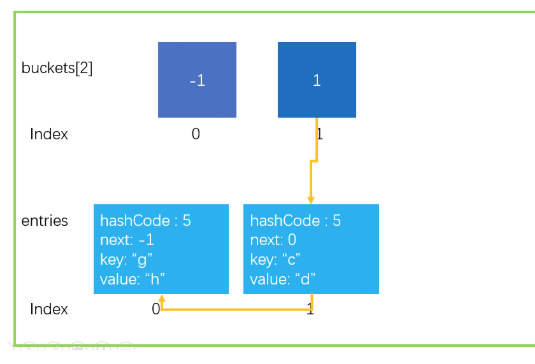 buckets[2]
-1
1
Index
0
1
entries
hashCode : 5
next: -1
key: “g”
value: “h”
hashCode : 5
next: 0
key: “c”
value: “d”
Index
0
1